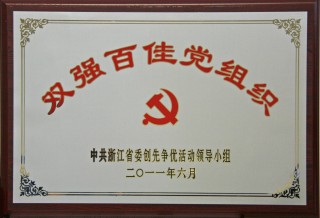 双强百佳党组织
中共浙江省委创先争优活动领导小组
二〇一一年六月